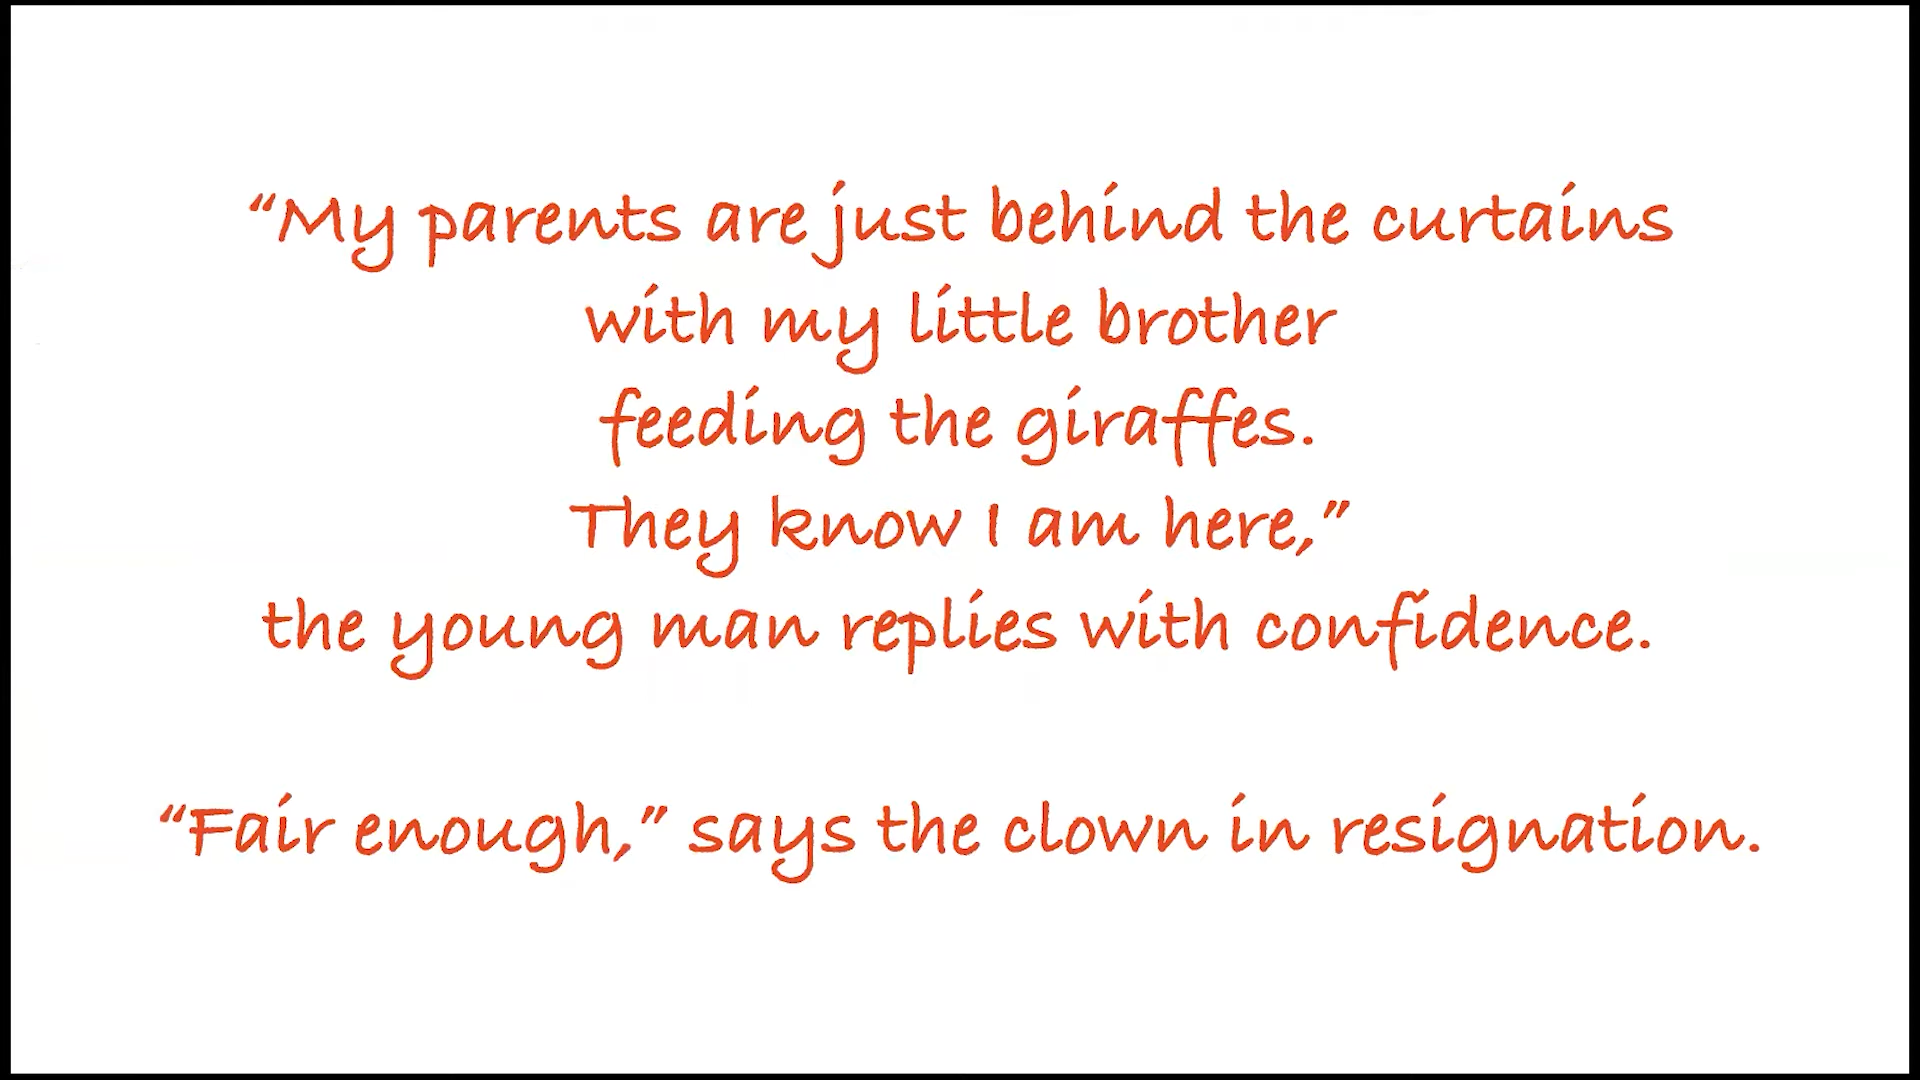 “My parents are just behind the curtains
with my little brother
feeding the giraffes.
They know I am here,”
the young man replies with confidence.
“Fair enough,” says the clown in resignation.